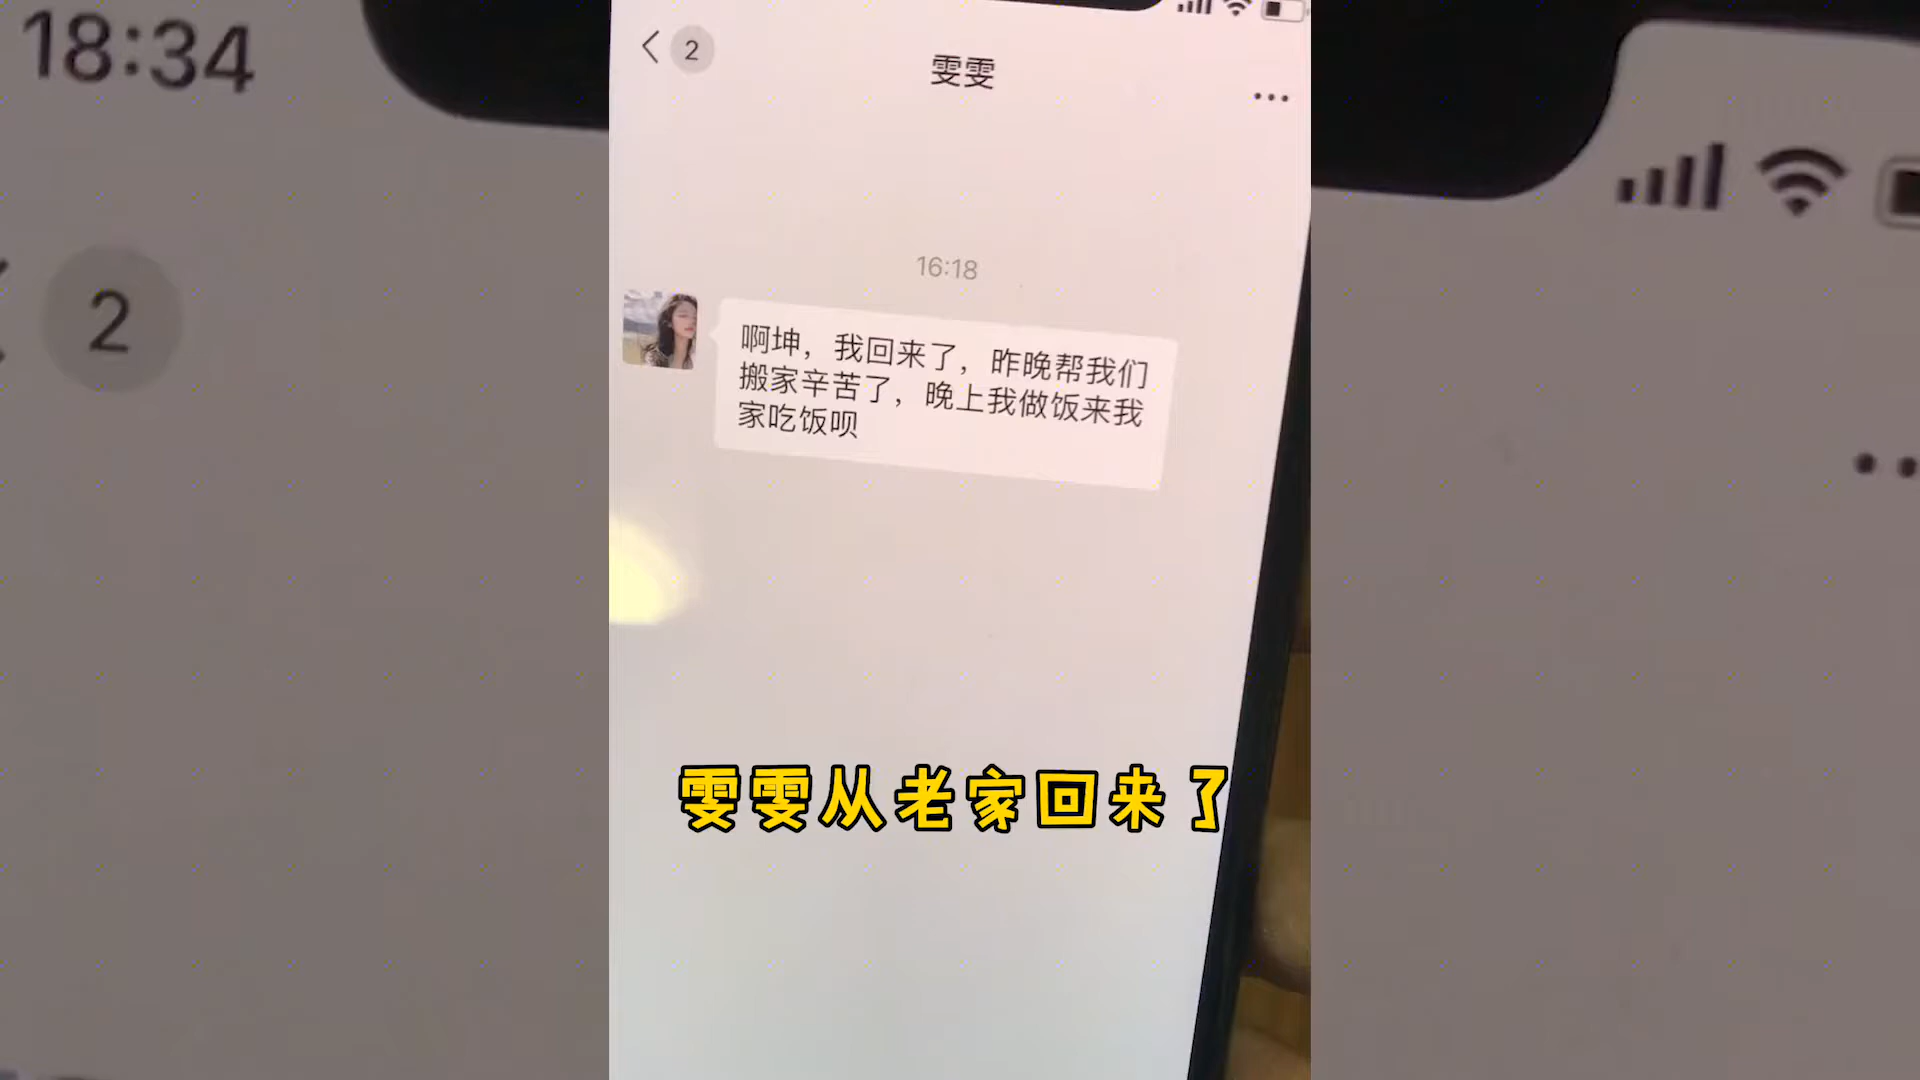 18:34
2
2
雯雯
16:18
啊坤，我回来了，昨晚帮我们
搬家辛苦了，晚上我做饭来我
家吃饭呗
雯雯从老家回来了